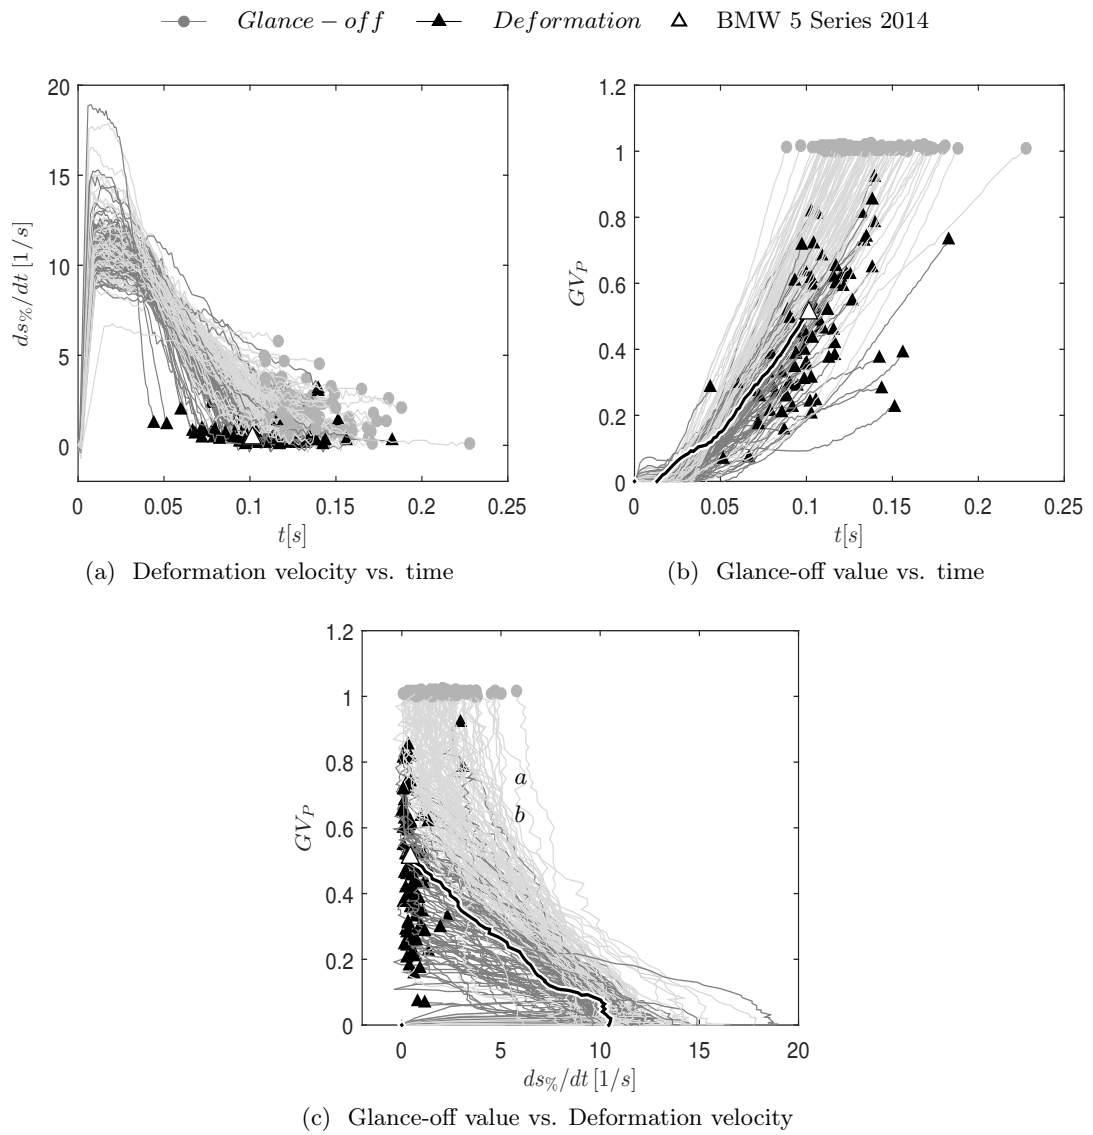 Glance − off Deformation BMW 5 Series 2014
20
15
10
5
0
0 0.05 0.1 0.15 0.2 0.25
ds%/dt [1/s]
t[s]
(a) Deformation velocity vs. time
1.2
1
0.8
0.6
0.4
0.2
0
0 0.05 0.1 0.15 0.2 0.25
GVP
t[s]
(b) Glance-off value vs. time
1.2
1
0.8
0.6
0.4
0.2
0
a
b
0 5 10 15 20
GVP
ds%/dt [1/s]
(c) Glance-off value vs. Deformation velocity